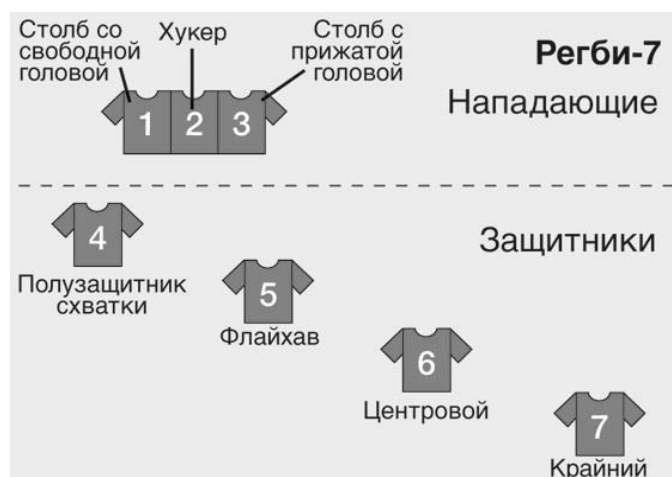 Столб со
свободной
головой
Хукер
Столб с
прижатой
головой
Регби-7
Нападающие
1 2 3
4
Полузащитник
схватки
Защитники
5
Флайхав
6
Центровой
7
Крайний